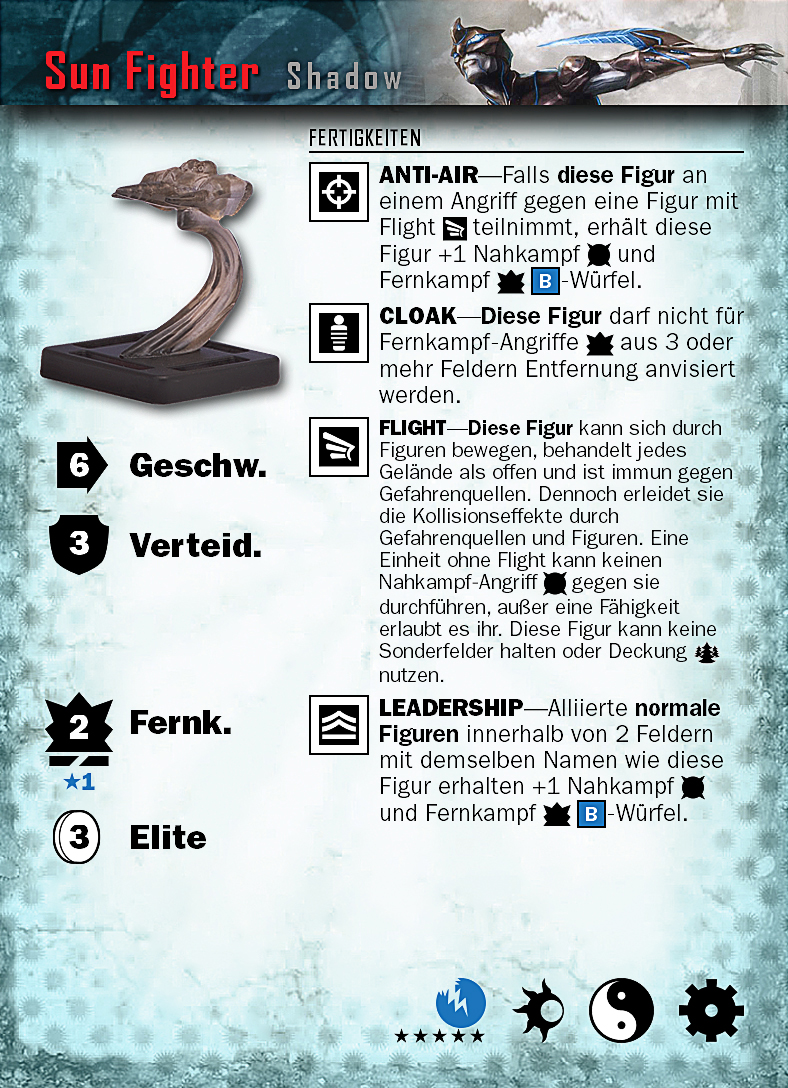 Sun Fighter Shadow
FERTIGKEITEN
ANTI-AIR—Falls diese Figur an
einem Angriff gegen eine Figur mit
Flight teilnimmt, erhält diese
Figur +1 Nahkampf und
Fernkampf B-Würfel.
CLOAK—Diese Figur darf nicht für
Fernkampf-Angriffe aus 3 oder
mehr Feldern Entfernung anvisiert
werden.
FLIGHT—Diese Figur kann sich durch
Figuren bewegen, behandelt jedes
Gelände als offen und ist immun gegen
Gefahrenquellen. Dennoch erleidet sie
die Kollisionseffekte durch
Gefahrenquellen und Figuren. Eine
Einheit ohne Flight kann keinen
Nahkampf-Angriff gegen sie
durchführen, außer eine Fähigkeit
erlaubt es ihr. Diese Figur kann keine
Sonderfelder halten oder Deckung
nutzen.
LEADERSHIP—Alliierte normale
Figuren innerhalb von 2 Feldern
mit demselben Namen wie diese
Figur erhalten +1 Nahkampf
und Fernkampf B-Würfel.
6 Geschw.
3 Verteid.
2 Fernk.
★1
3 Elite
★★★★★